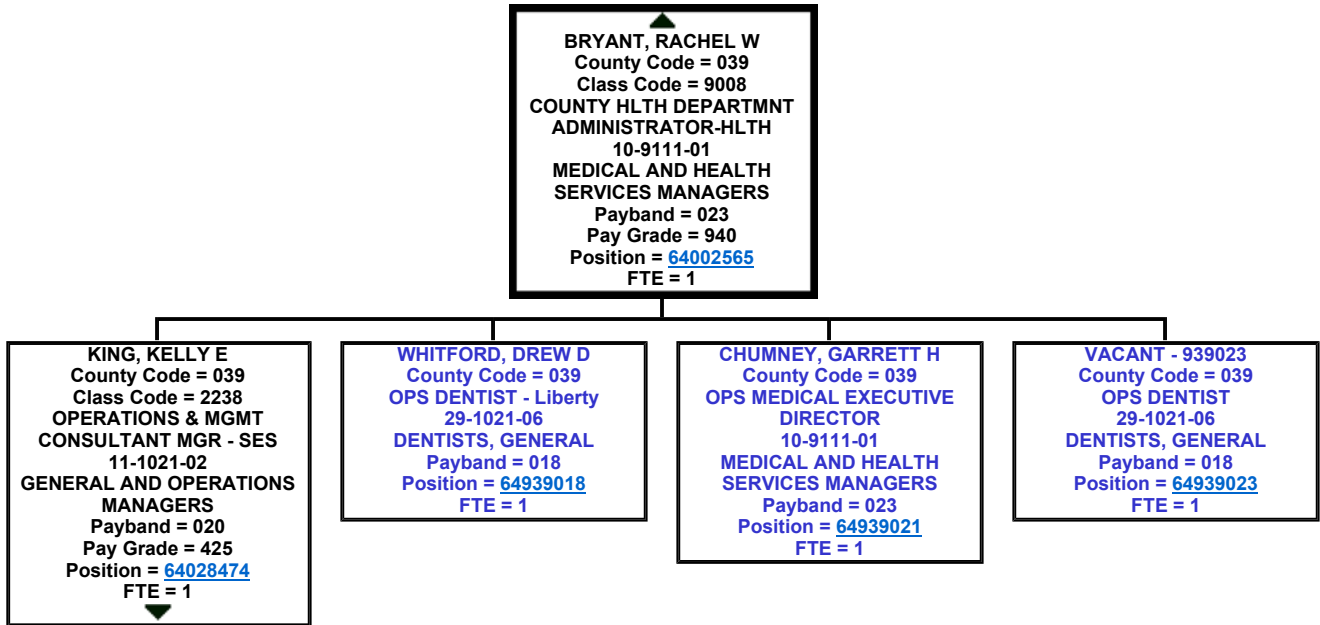 BRYANT, RACHEL W
County Code = 039
Class Code = 9008
COUNTY HLTH DEPARTMNT
ADMINISTRATOR-HLTH
10-9111-01
MEDICAL AND HEALTH
SERVICES MANAGERS
Payband = 023
Pay Grade = 940
Position = 64002565
FTE = 1
KING, KELLY E
County Code = 039
Class Code = 2238
OPERATIONS & MGMT
CONSULTANT MGR - SES
11-1021-02
GENERAL AND OPERATIONS
MANAGERS
Payband = 020
Pay Grade = 425
Position = 64028474
FTE = 1
WHITFORD, DREW D
County Code = 039
OPS DENTIST - Liberty
29-1021-06
DENTISTS, GENERAL
Payband = 018
Position = 64939018
FTE = 1
CHUMNEY, GARRETT H
County Code = 039
OPS MEDICAL EXECUTIVE
DIRECTOR
10-9111-01
MEDICAL AND HEALTH
SERVICES MANAGERS
Payband = 023
Position = 64939021
FTE = 1
VACANT - 939023
County Code = 039
OPS DENTIST
29-1021-06
DENTISTS, GENERAL
Payband = 018
Position = 64939023
FTE = 1